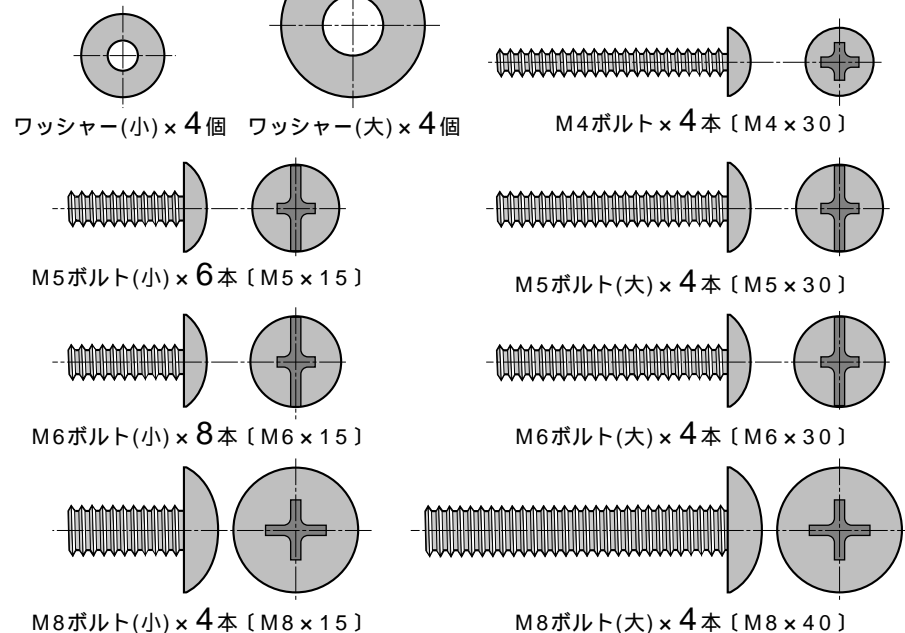 ワッシャー(小)×4個
ワッシャー(大)×4個
M4ボルト×4本〔M4×30〕
M5ボルト(小)×6本〔M5×15〕
M5ボルト(大)×4本〔M5×30〕
M6ボルト(小)×8本〔M6×15〕
M6ボルト(大)×4本〔M6×30〕
M8ボルト(小)×4本〔M8×15〕
M8ボルト(大)×4本〔M8×40〕